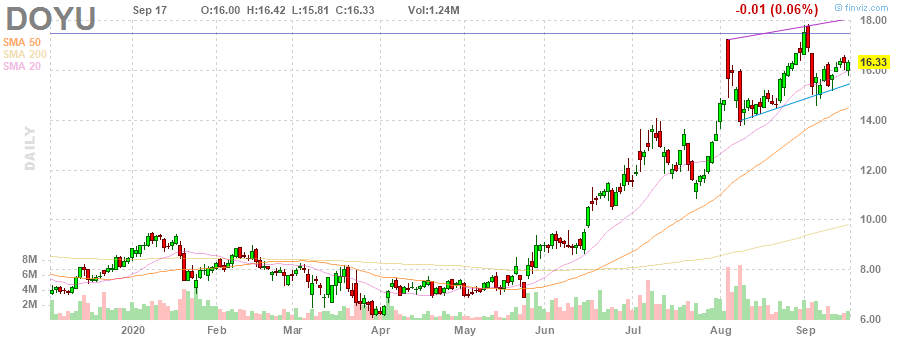 DOYU Sep 17 O:16.00 H:16.42 L:15.81 C:16.33 Vol:1.24M -0.01 (0.06%) © finviz.com
SMA 50
SMA 200
SMA 20
DAILY
18.00
16.33
16.00
14.00
12.00
10.00
8M 8.00
6M
4M
2M
6.00
2020 Feb Mar Apr May Jun Jul Aug Sep